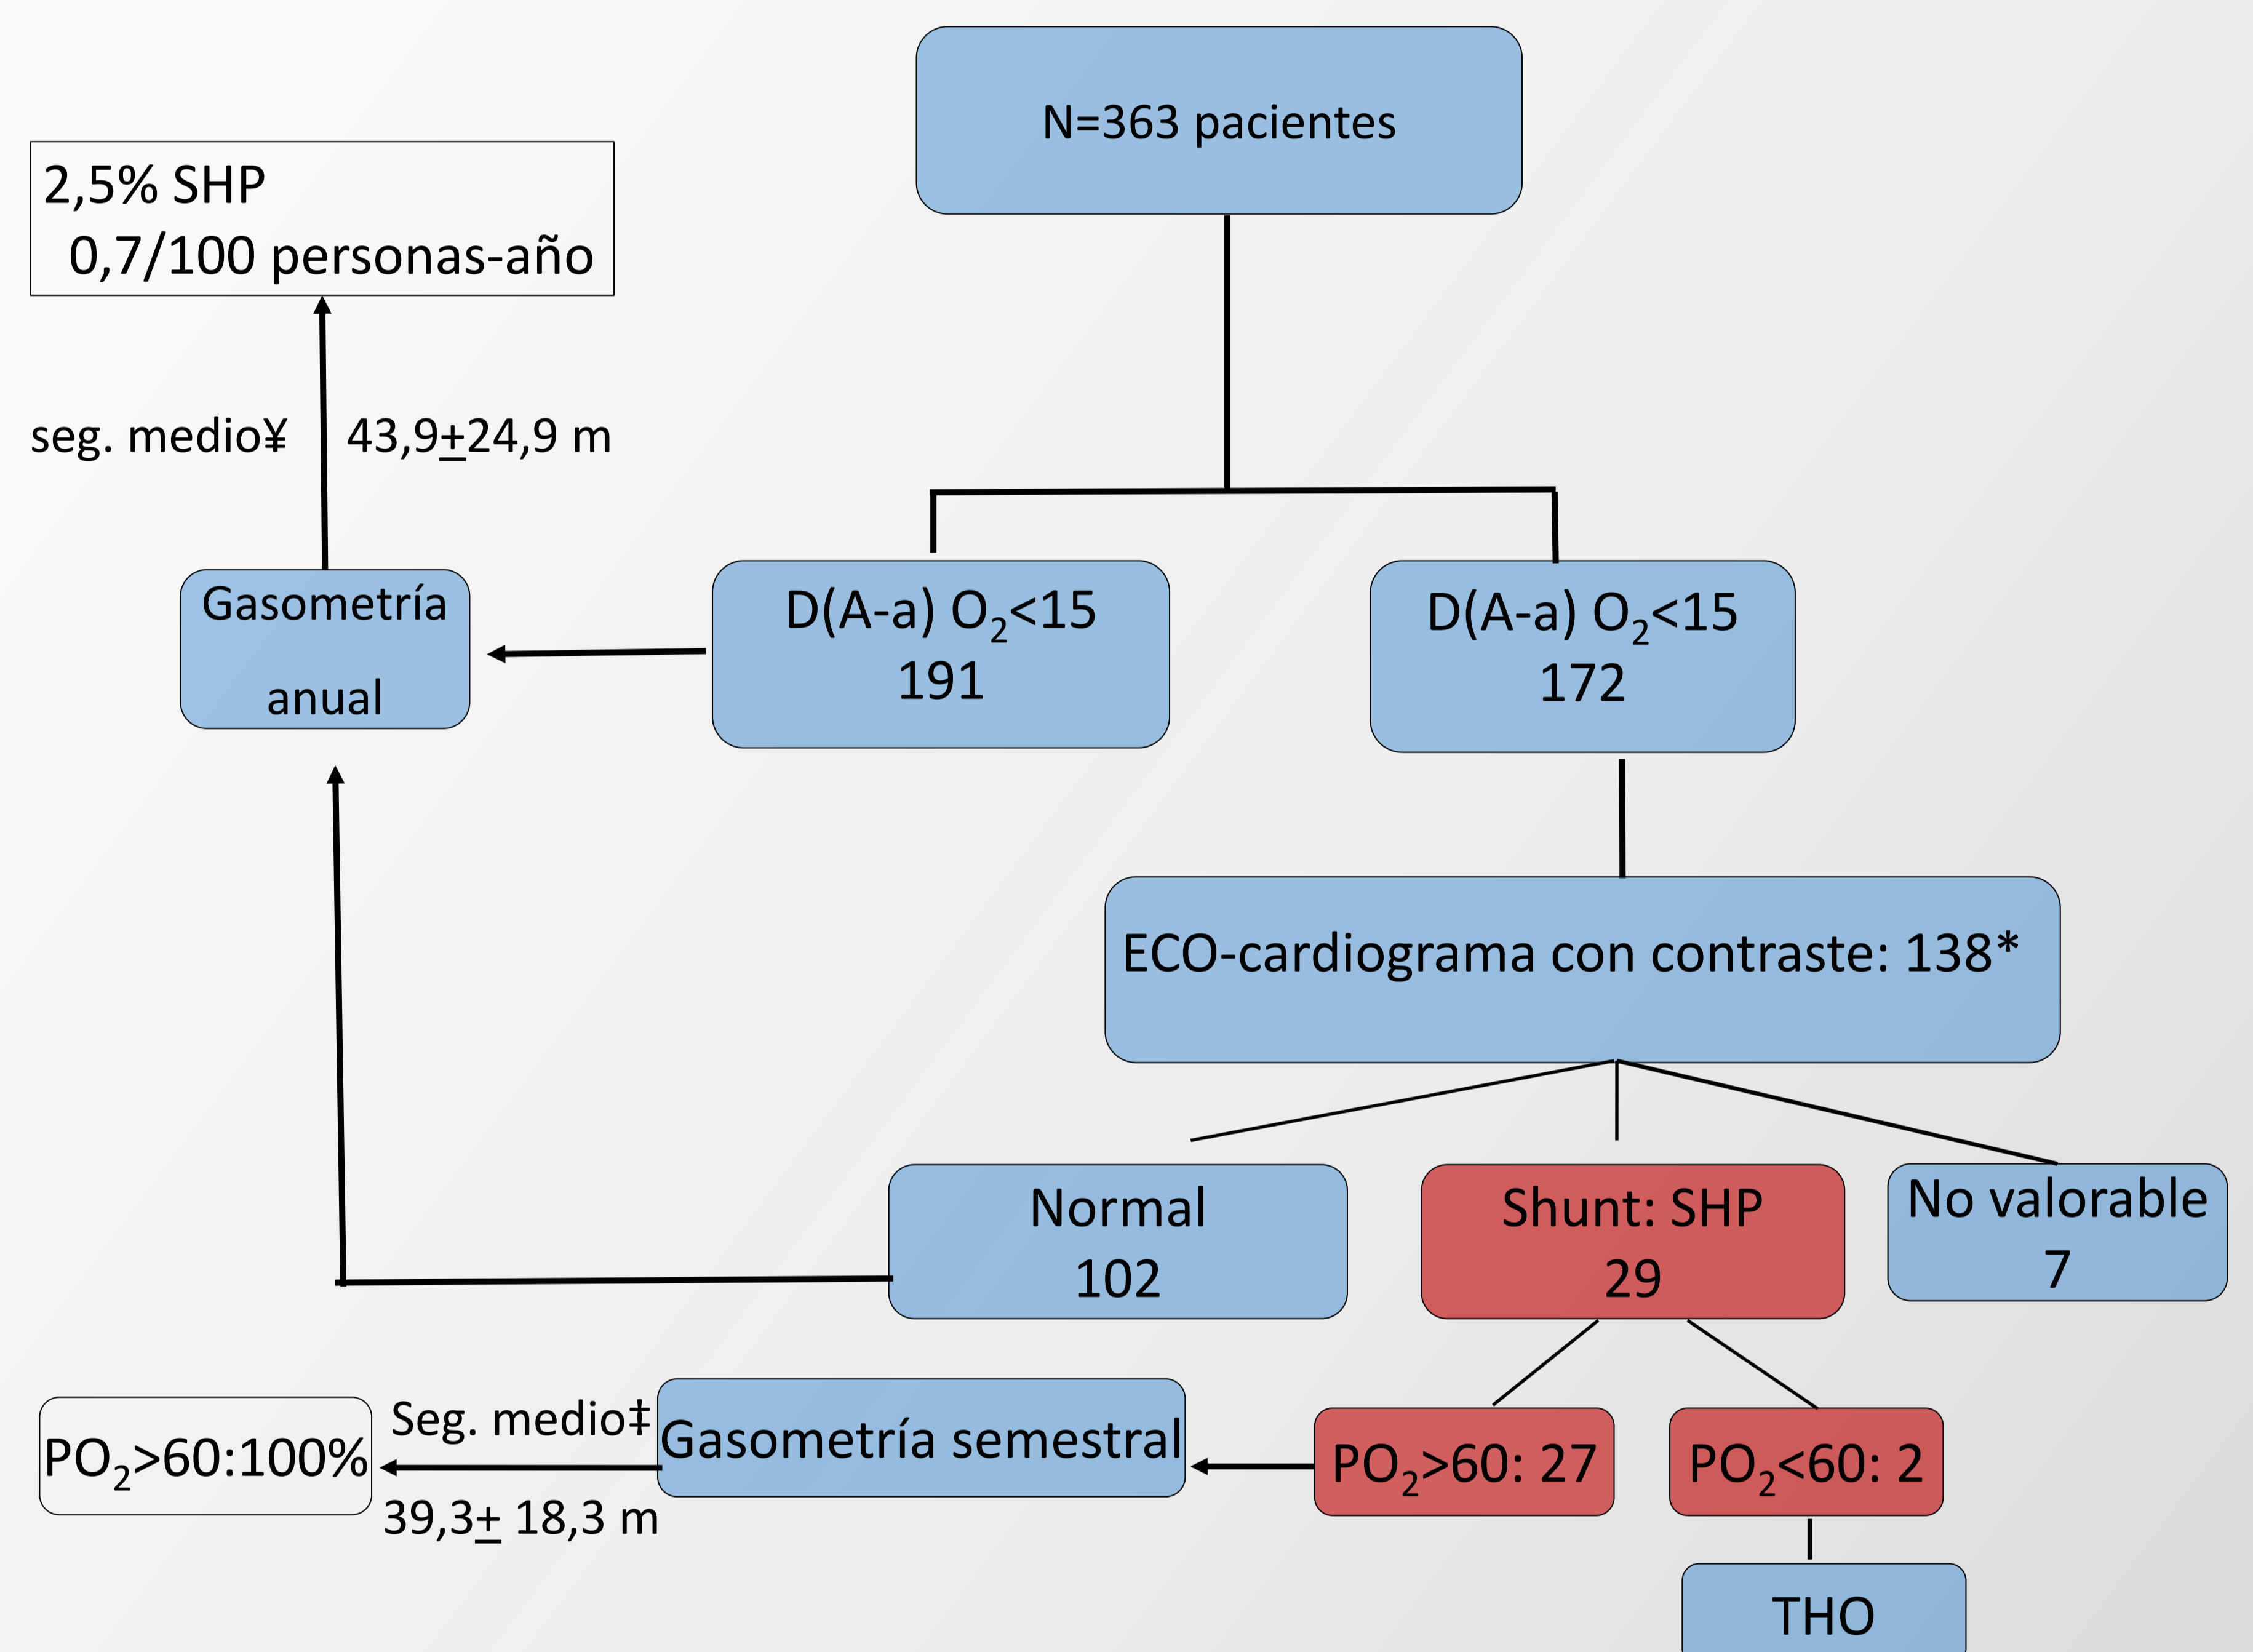 N=363 pacientes
2,5% SHP
0,7/100 personas-año
seg. medio¥ 43,9±24,9 m
Gasometría
anual
D(A-a) O₂<15
191
D(A-a) O₂<15
172
ECO-cardiograma con contraste: 138*
Normal
102
Shunt: SHP
29
No valorable
7
PO₂>60:100%
Seg. medio‡
39,3± 18,3 m
Gasometría semestral
PO₂>60: 27
PO₂<60: 2
THO